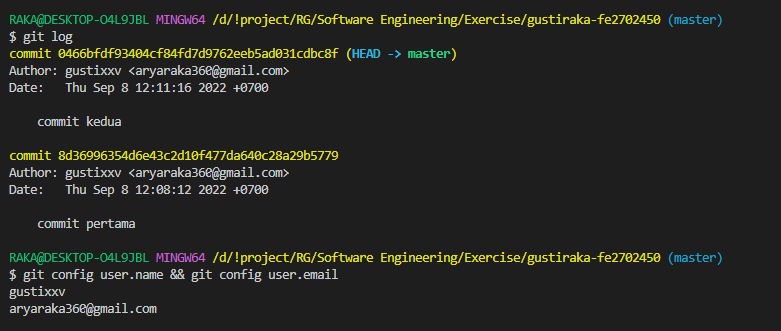 RAKA@DESKTOP-O4L9JBL MINGW64 /d/!project/RG/Software Engineering/Exercise/gustiraka-fe2702450 (master)
$ git log
commit 0466bfdf93404cf84fd7d9762eeb5ad031cdbc8f (HEAD -> master)
Author: gustixxv <aryaraka360@gmail.com>
Date:   Thu Sep 8 12:11:16 2022 +0700
    commit kedua
commit 8d36996354d6e43c2d10f477da640c28a29b5779
Author: gustixxv <aryaraka360@gmail.com>
Date:   Thu Sep 8 12:08:12 2022 +0700
    commit pertama
RAKA@DESKTOP-O4L9JBL MINGW64 /d/!project/RG/Software Engineering/Exercise/gustiraka-fe2702450 (master)
$ git config user.name && git config user.email
gustixxv
aryaraka360@gmail.com